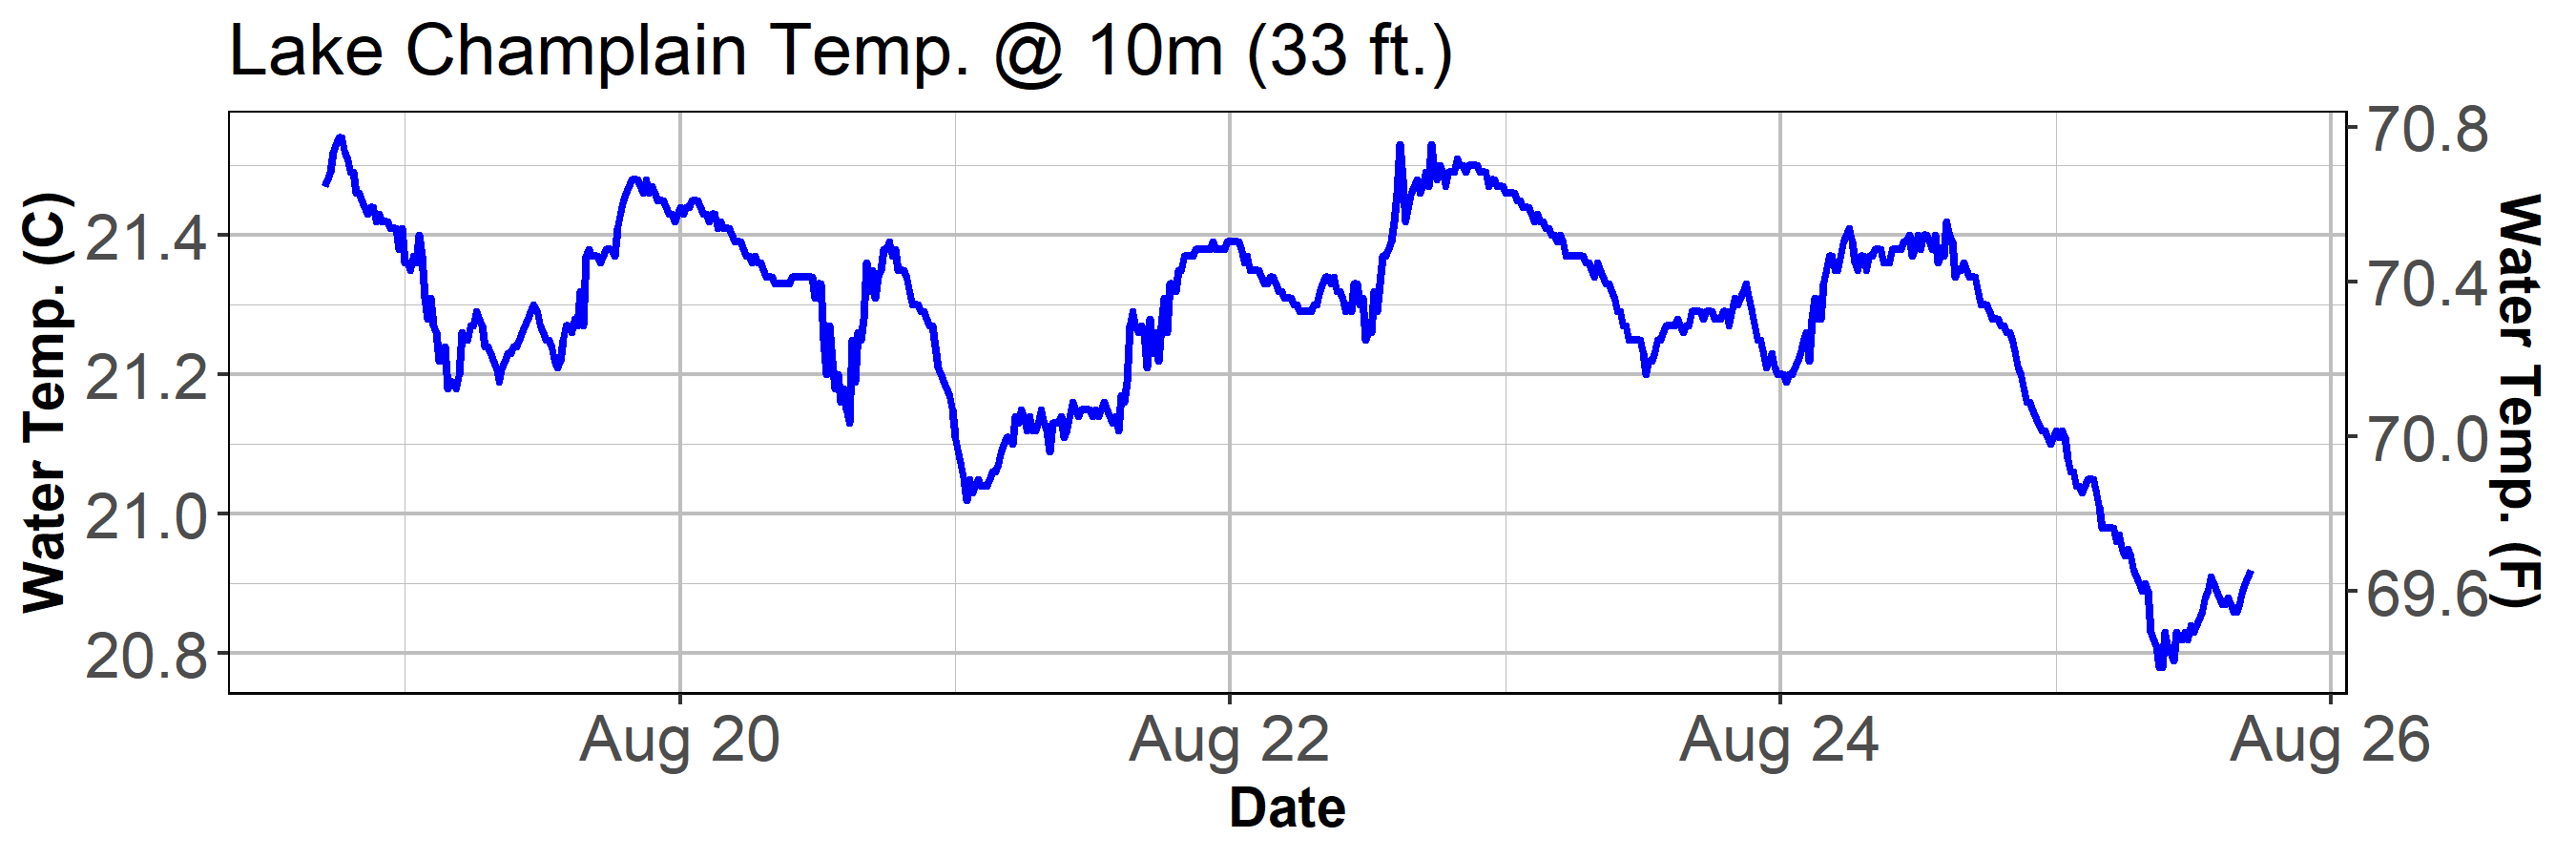 Lake Champlain Temp. @ 10m (33 ft.)
Water Temp. (C)
21.4
21.2
21.0
20.8
70.8
70.4
70.0
69.6
Water Temp. (F)
Aug 20
Aug 22
Aug 24
Aug 26
Date